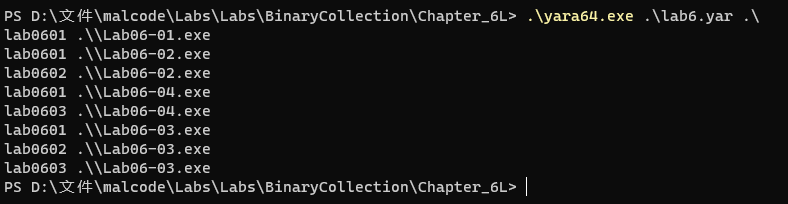 PS D:\文件\malcode\Labs\Labs\BinaryCollection\Chapter_6L> .\yara64.exe .\lab6.yar .\
lab0601 .\\Lab06-01.exe
lab0601 .\\Lab06-02.exe
lab0602 .\\Lab06-02.exe
lab0601 .\\Lab06-04.exe
lab0603 .\\Lab06-04.exe
lab0601 .\\Lab06-03.exe
lab0602 .\\Lab06-03.exe
lab0603 .\\Lab06-03.exe
PS D:\文件\malcode\Labs\Labs\BinaryCollection\Chapter_6L>